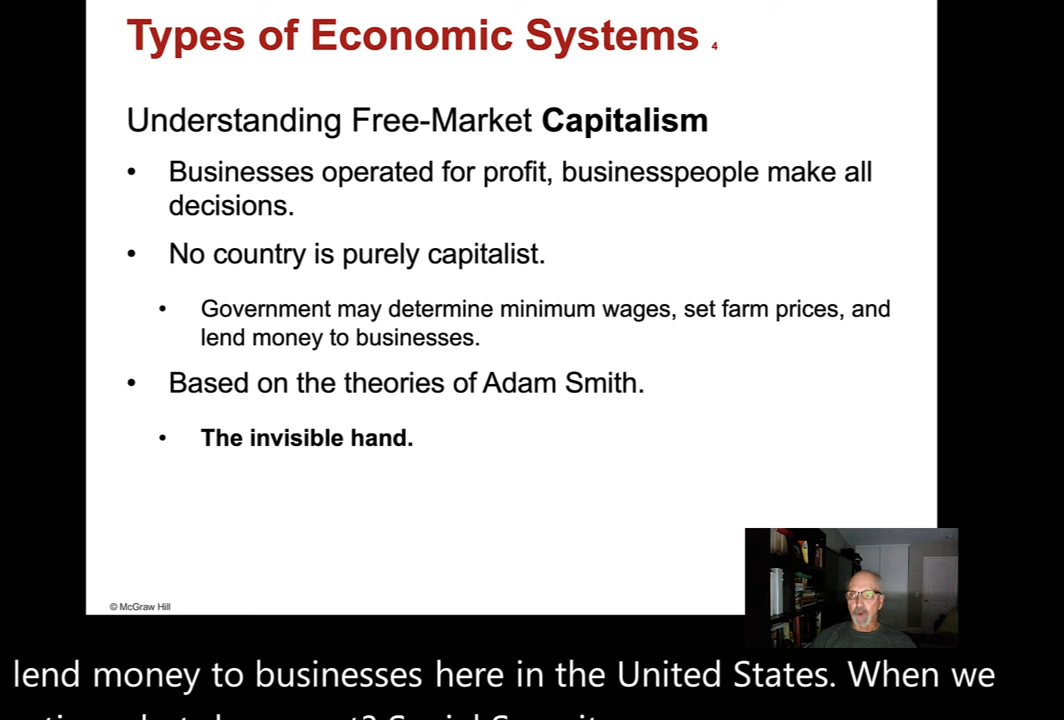 Types of Economic Systems 4
Understanding Free-Market Capitalism
• Businesses operated for profit, businesspeople make all
decisions.
• No country is purely capitalist.
• Government may determine minimum wages, set farm prices, and
lend money to businesses.
• Based on the theories of Adam Smith.
• The invisible hand.
© McGraw Hill
lend money to businesses here in the United States. When we